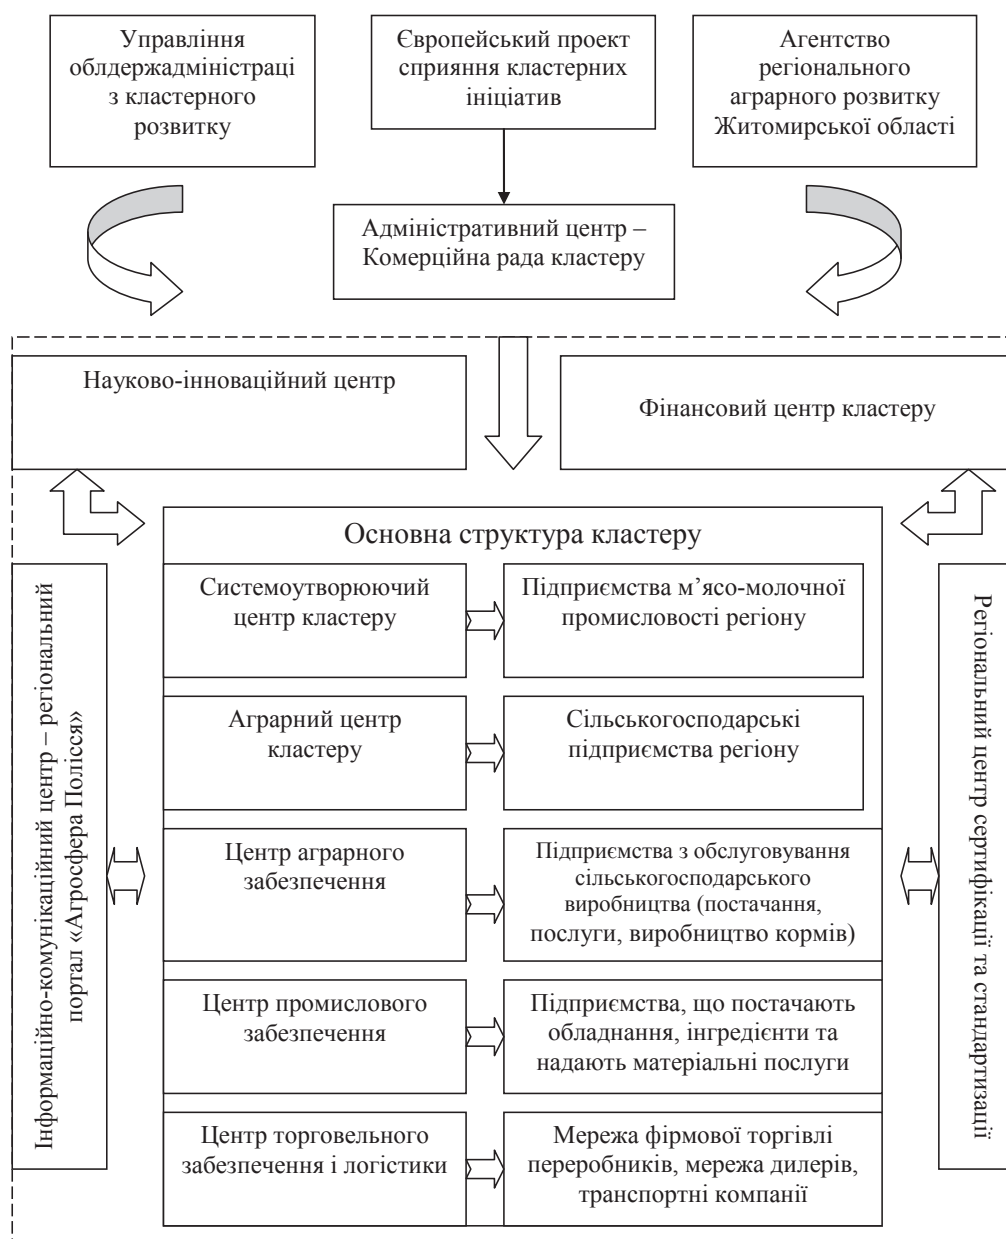 Управління
облдержадміністраці
з кластерного
розвитку
Європейський проект
сприяння кластерних
ініціатив
Агентство
регіонального
аграрного розвитку
Житомирської області
Адміністративний центр –
Комерційна рада кластеру
Науково-інноваційний центр
Фінансовий центр кластеру
Основна структура кластеру
Інформаційно-комунікаційний центр – регіональний
портал «Агросфера Полісся»
Системоутворюючий
центр кластеру
Підприємства м’ясо-молочної
промисловості регіону
Аграрний центр
кластеру
Сільськогосподарські
підприємства регіону
Центр аграрного
забезпечення
Підприємства з обслуговування
сільськогосподарського
виробництва (постачання,
послуги, виробництво кормів)
Центр промислового
забезпечення
Підприємства, що постачають
обладнання, інгредієнти та
надають матеріальні послуги
Центр торговельного
забезпечення і логістики
Мережа фірмової торгівлі
переробників, мережа дилерів,
транспортні компанії
Регіональний центр сертифікації та стандартизації